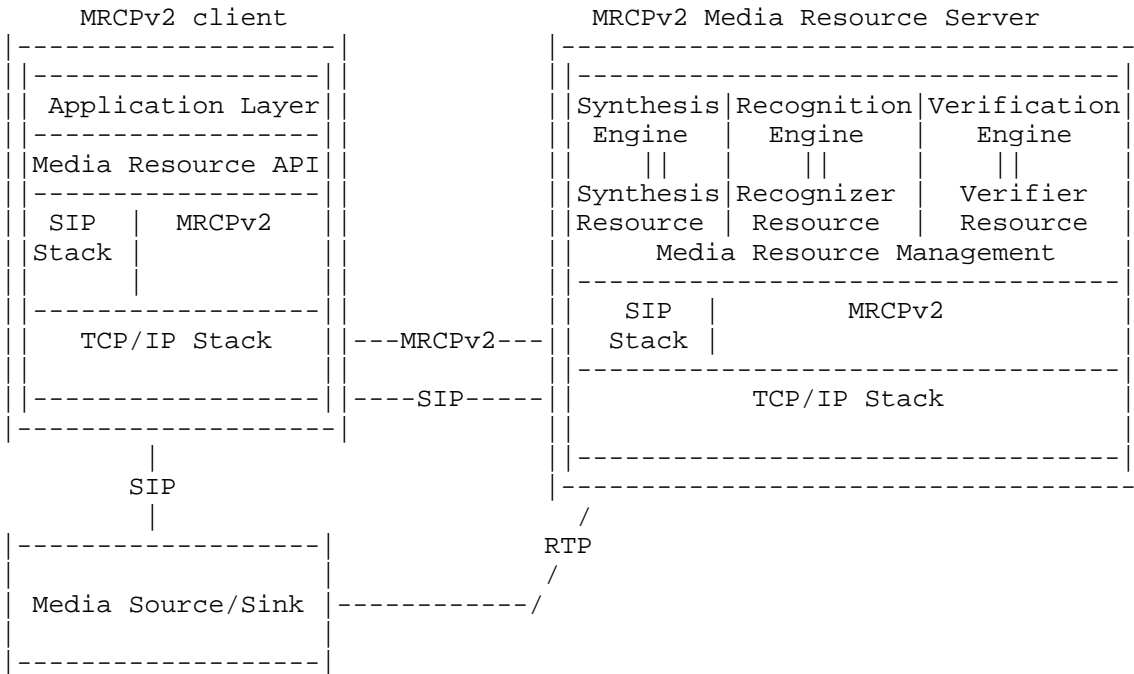 MRCPv2 client MRCPv2 Media Resource Server
Application Layer Synthesis Recognition Verification
Engine Engine Engine
Media Resource API
Synthesis Recognizer Verifier
SIP MRCPv2 Resource Resource Resource
Stack Media Resource Management
SIP MRCPv2
TCP/IP Stack ---MRCPv2--- Stack
----SIP----- TCP/IP Stack
SIP
RTP
Media Source/Sink